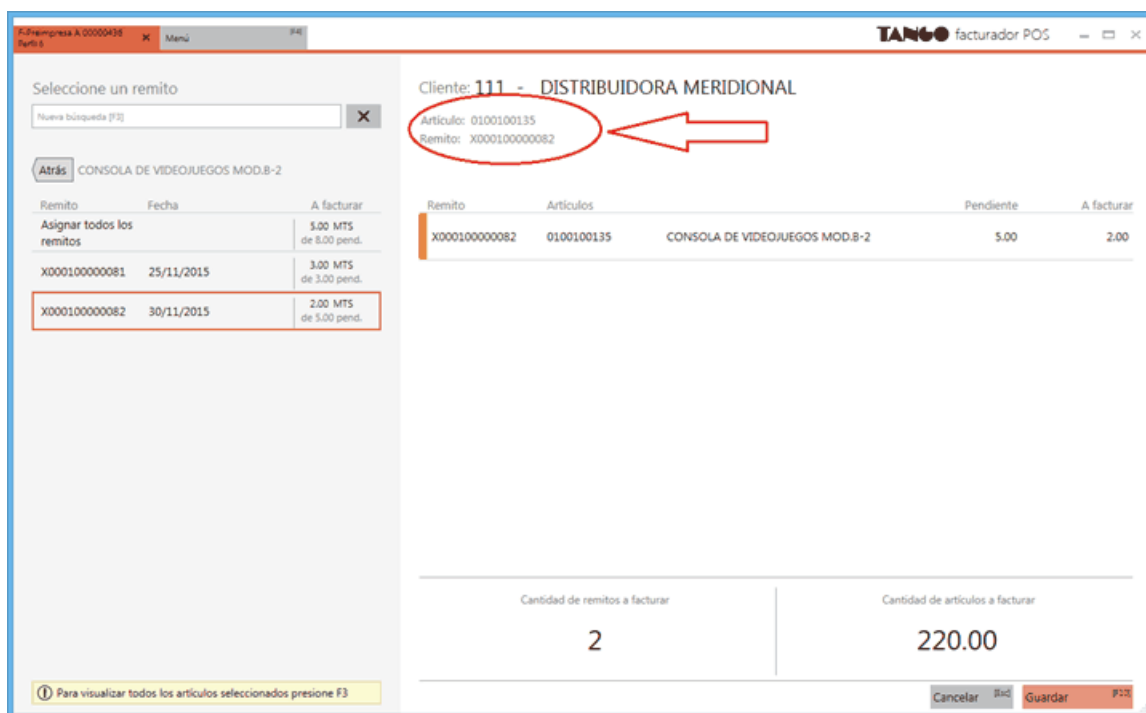 F-Preimpresa A 00000436
Perfil 6
Menú
[F4]
TANGO facturador POS
Seleccione un remito
Nueva búsqueda [F3]
Atrás CONSOLA DE VIDEOJUEGOS MOD.B-2
Remito Fecha A facturar
Asignar todos los remitos 5.00 MTS
de 8.00 pend.
X000100000081 25/11/2015 3.00 MTS
de 3.00 pend.
X000100000082 30/11/2015 2.00 MTS
de 5.00 pend.
Para visualizar todos los artículos seleccionados presione F3
Cliente: 111 - DISTRIBUIDORA MERIDIONAL
Artículo: 0100100135
Remito: X000100000082
Remito Artículos Pendiente A facturar
X000100000082 0100100135 CONSOLA DE VIDEOJUEGOS MOD.B-2 5.00 2.00
Cantidad de remitos a facturar
2
Cantidad de artículos a facturar
220.00
Cancelar [Esc]
Guardar